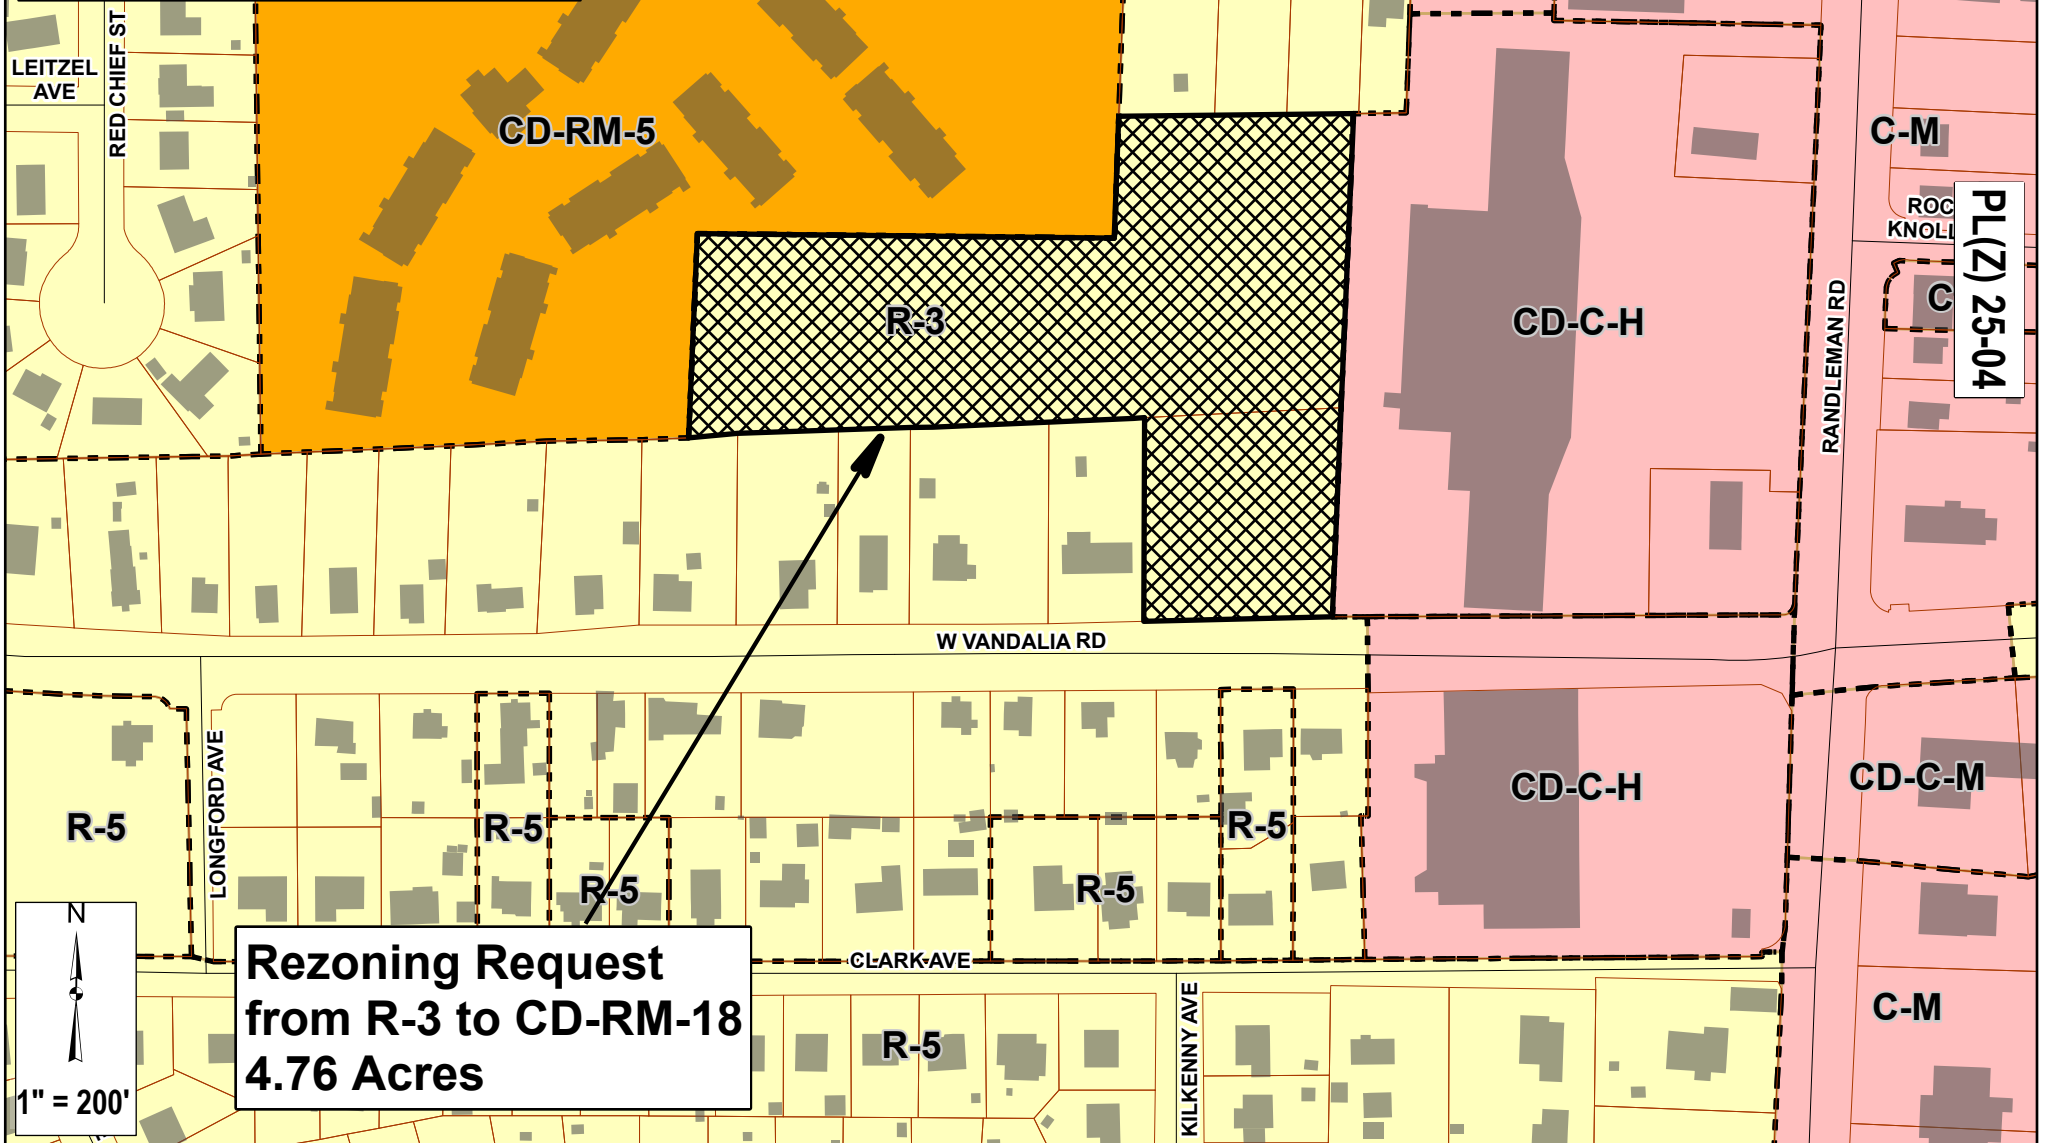 LEITZEL
AVE
RED CHIEF ST
CD-RM-5
C-M
ROC
KNOLL
PL(Z) 25-04
C
R-3
CD-C-H
RANDLEMAN RD
W VANDALIA RD
LONGFORD AVE
R-5
R-5
R-5
R-5
R-5
CD-C-H
CD-C-M
CLARK AVE
N
1" = 200'
Rezoning Request
from R-3 to CD-RM-18
4.76 Acres
R-5
KILKENNY AVE
C-M